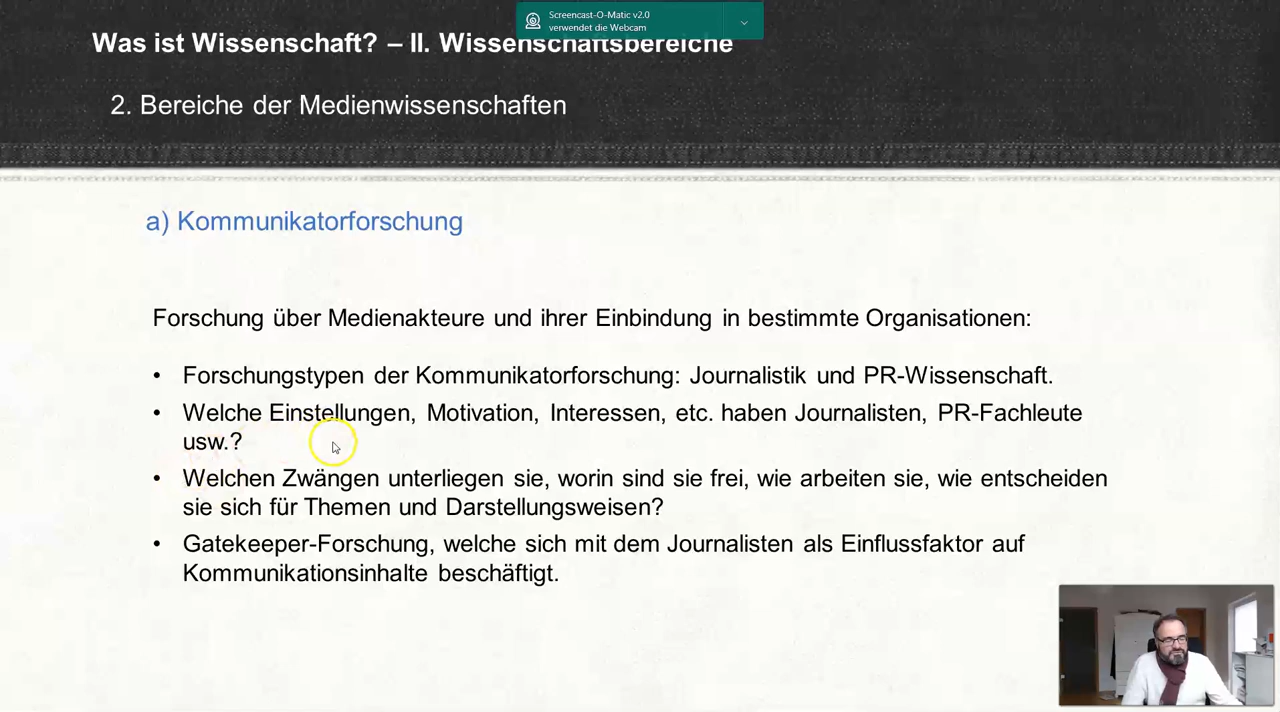 Screencast-O-Matic v2.0
verwendet die Webcam
Was ist Wissenschaft? – II. Wissenschaftsbereiche
2. Bereiche der Medienwissenschaften
a) Kommunikatorforschung
Forschung über Medienakteure und ihrer Einbindung in bestimmte Organisationen:
• Forschungstypen der Kommunikatorforschung: Journalistik und PR-Wissenschaft.
• Welche Einstellungen, Motivation, Interessen, etc. haben Journalisten, PR-Fachleute
usw.?
• Welchen Zwängen unterliegen sie, worin sind sie frei, wie arbeiten sie, wie entscheiden
sie sich für Themen und Darstellungsweisen?
• Gatekeeper-Forschung, welche sich mit dem Journalisten als Einflussfaktor auf
Kommunikationsinhalte beschäftigt.